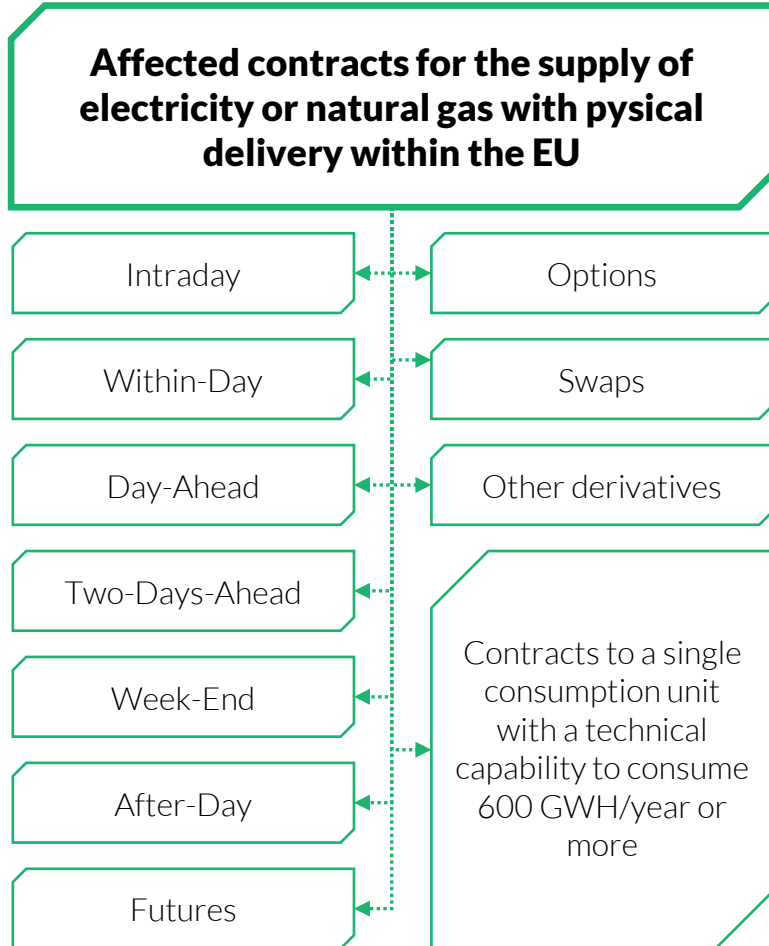 Affected contracts for the supply of
electricity or natural gas with pysical
delivery within the EU
Intraday
Options
Within-Day
Swaps
Day-Ahead
Other derivatives
Two-Days-Ahead
Week-End
After-Day
Futures
Contracts to a single
consumption unit
with a technical
capability to consume
600 GWH/year or
more